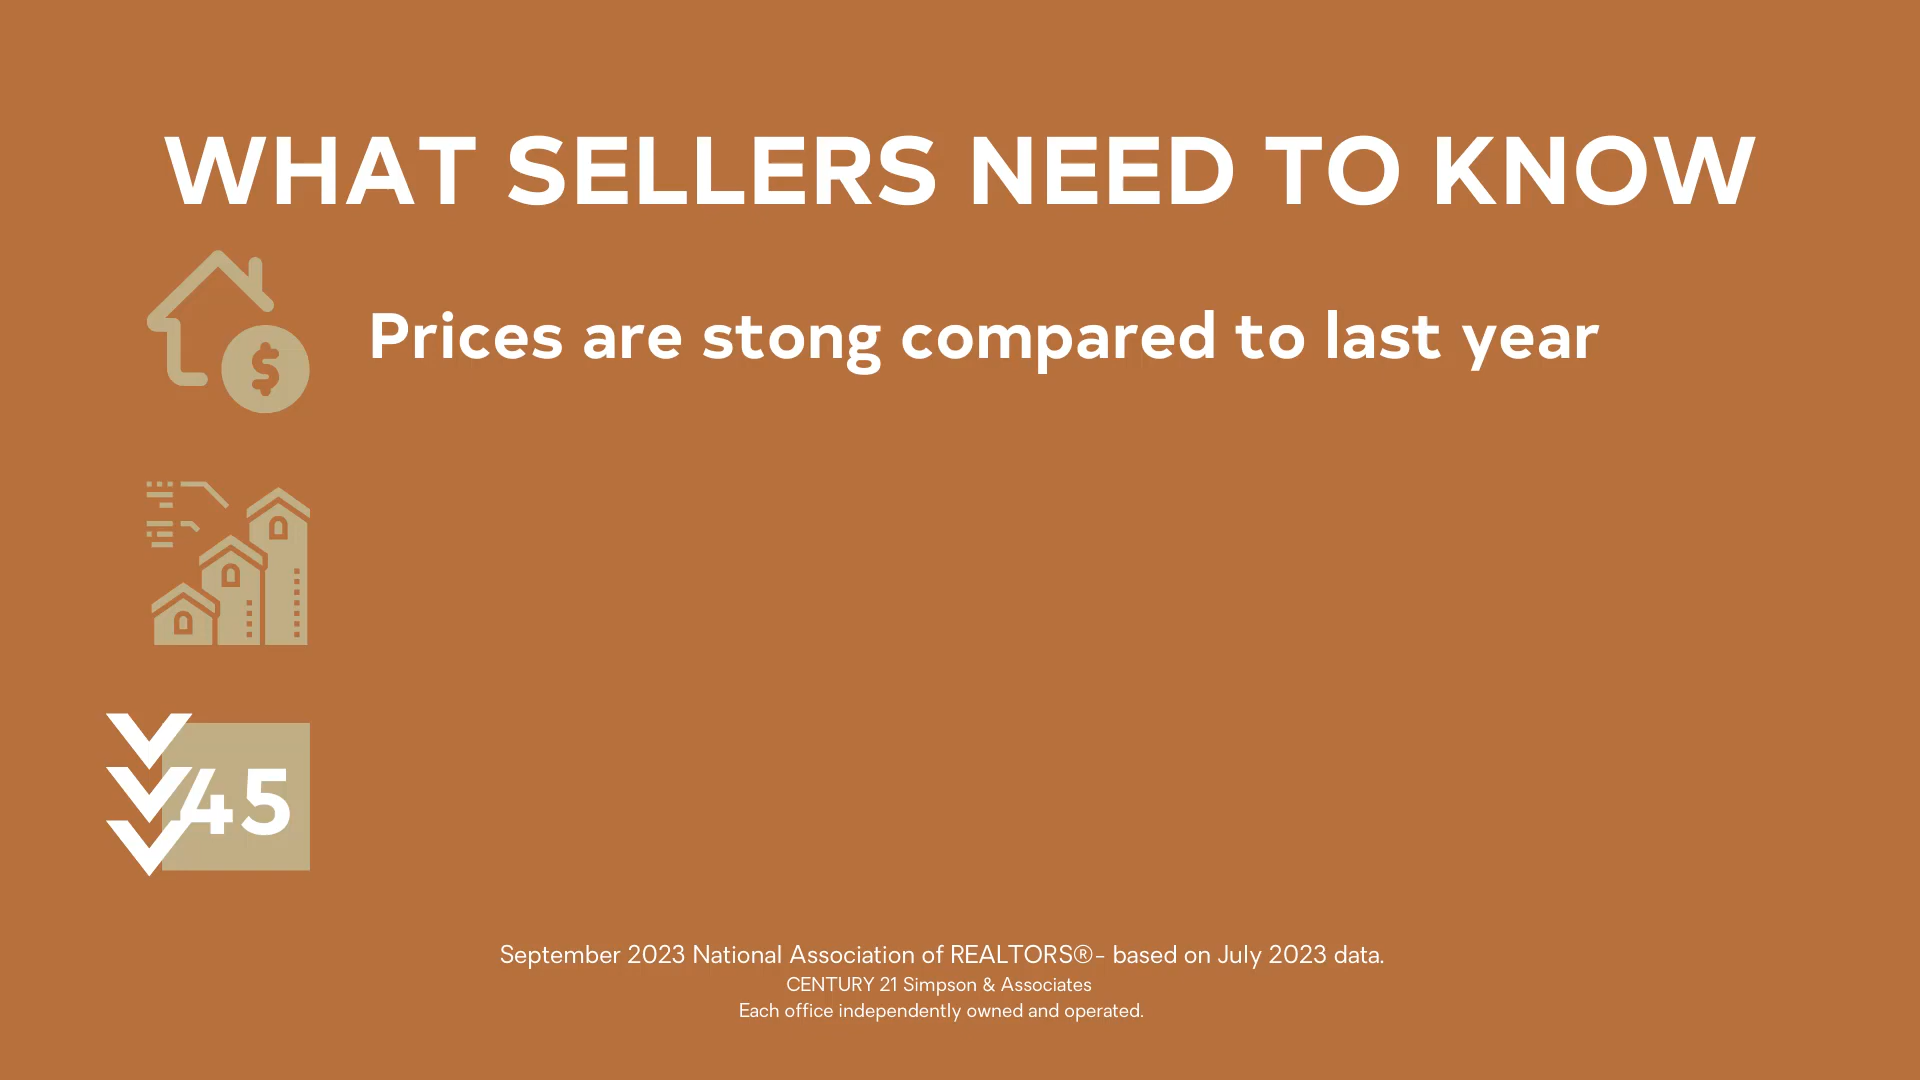 WHAT SELLERS NEED TO KNOW
Prices are stong compared to last year
$
45
September 2023 National Association of REALTORS®- based on July 2023 data.
CENTURY 21 Simpson & Associates
Each office independently owned and operated.